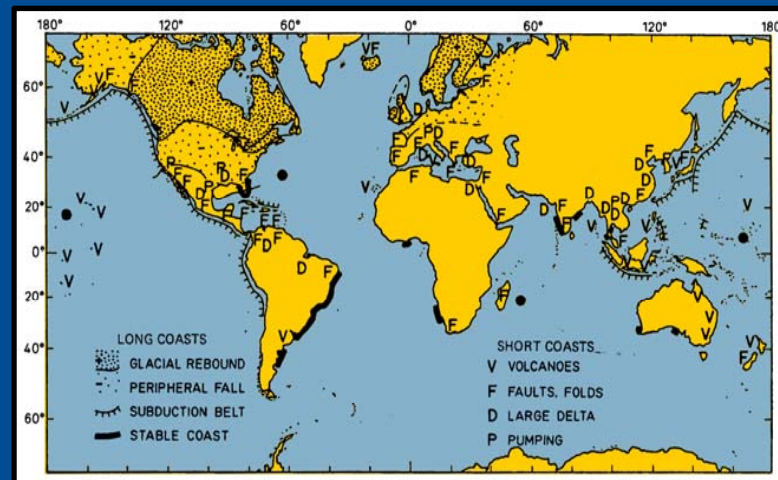 180° 120° 60° 0° 60° 120° 180°
60°
40°
20°
0°
20°
40°
60°
LONG COASTS
GLACIAL REBOUND
PERIPHERAL FALL
SUBDUCTION BELT
STABLE COAST
SHORT COASTS
V VOLCANOES
F FAULTS, FOLDS
D LARGE DELTA
P PUMPING